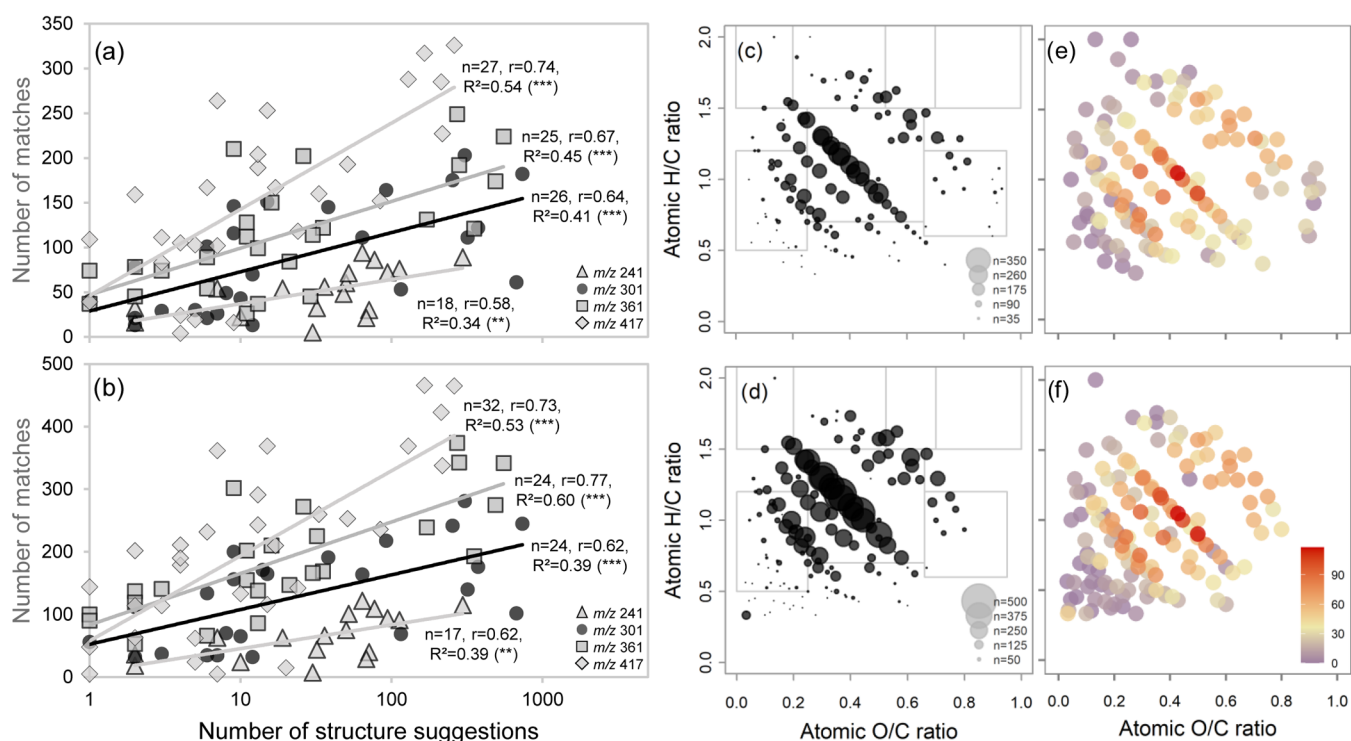 (a)
350
300
250
200
150
100
50
0
Number of matches
n=27, r=0.74,
R²=0.54 (***)
n=25, r=0.67,
R²=0.45 (***)
n=26, r=0.64,
R²=0.41 (***)
n=18, r=0.58,
R²=0.34 (**)
m/z 241
m/z 301
m/z 361
m/z 417
(b)
500
400
300
200
100
0
Number of matches
n=32, r=0.73,
R²=0.53 (***)
n=24, r=0.77,
R²=0.60 (***)
n=24, r=0.62,
R²=0.39 (***)
n=17, r=0.62,
R²=0.39 (**)
m/z 241
m/z 301
m/z 361
m/z 417
1 10 100 1000
Number of structure suggestions
(c)
2.0
1.5
1.0
0.5
0.0
Atomic H/C ratio
n=350
n=260
n=175
n=90
n=35
(e)
(d)
2.0
1.5
1.0
0.5
0.0
Atomic H/C ratio
n=500
n=375
n=250
n=125
n=50
0.0 0.2 0.4 0.6 0.8 1.0
Atomic O/C ratio
(f)
90
60
30
0
0.0 0.2 0.4 0.6 0.8 1.0
Atomic O/C ratio